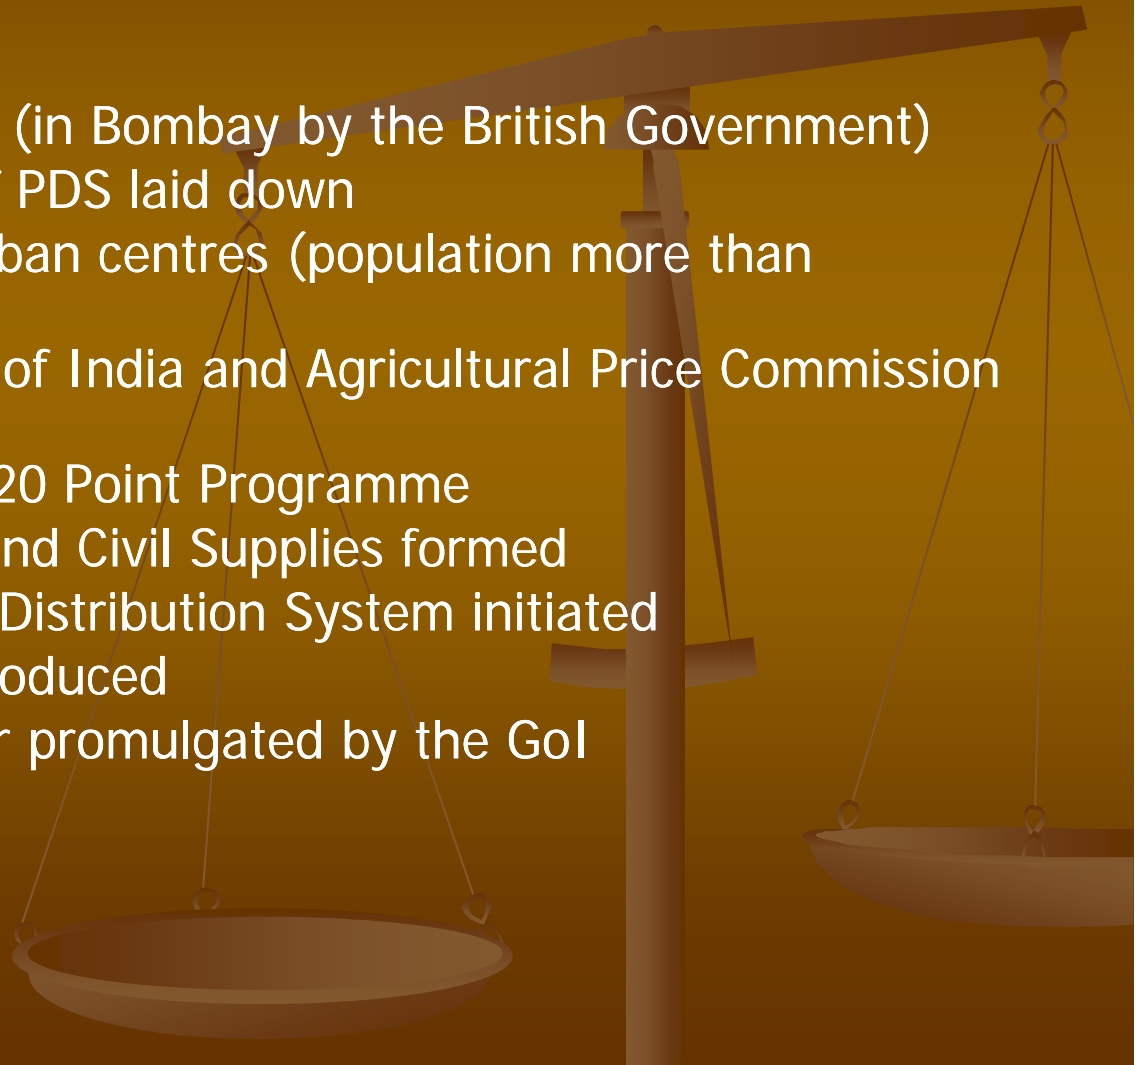 (in Bombay by the British Government)
PDS laid down
ban centres (population more than
of India and Agricultural Price Commission
20 Point Programme
nd Civil Supplies formed
Distribution System initiated
oduced
r promulgated by the GoI